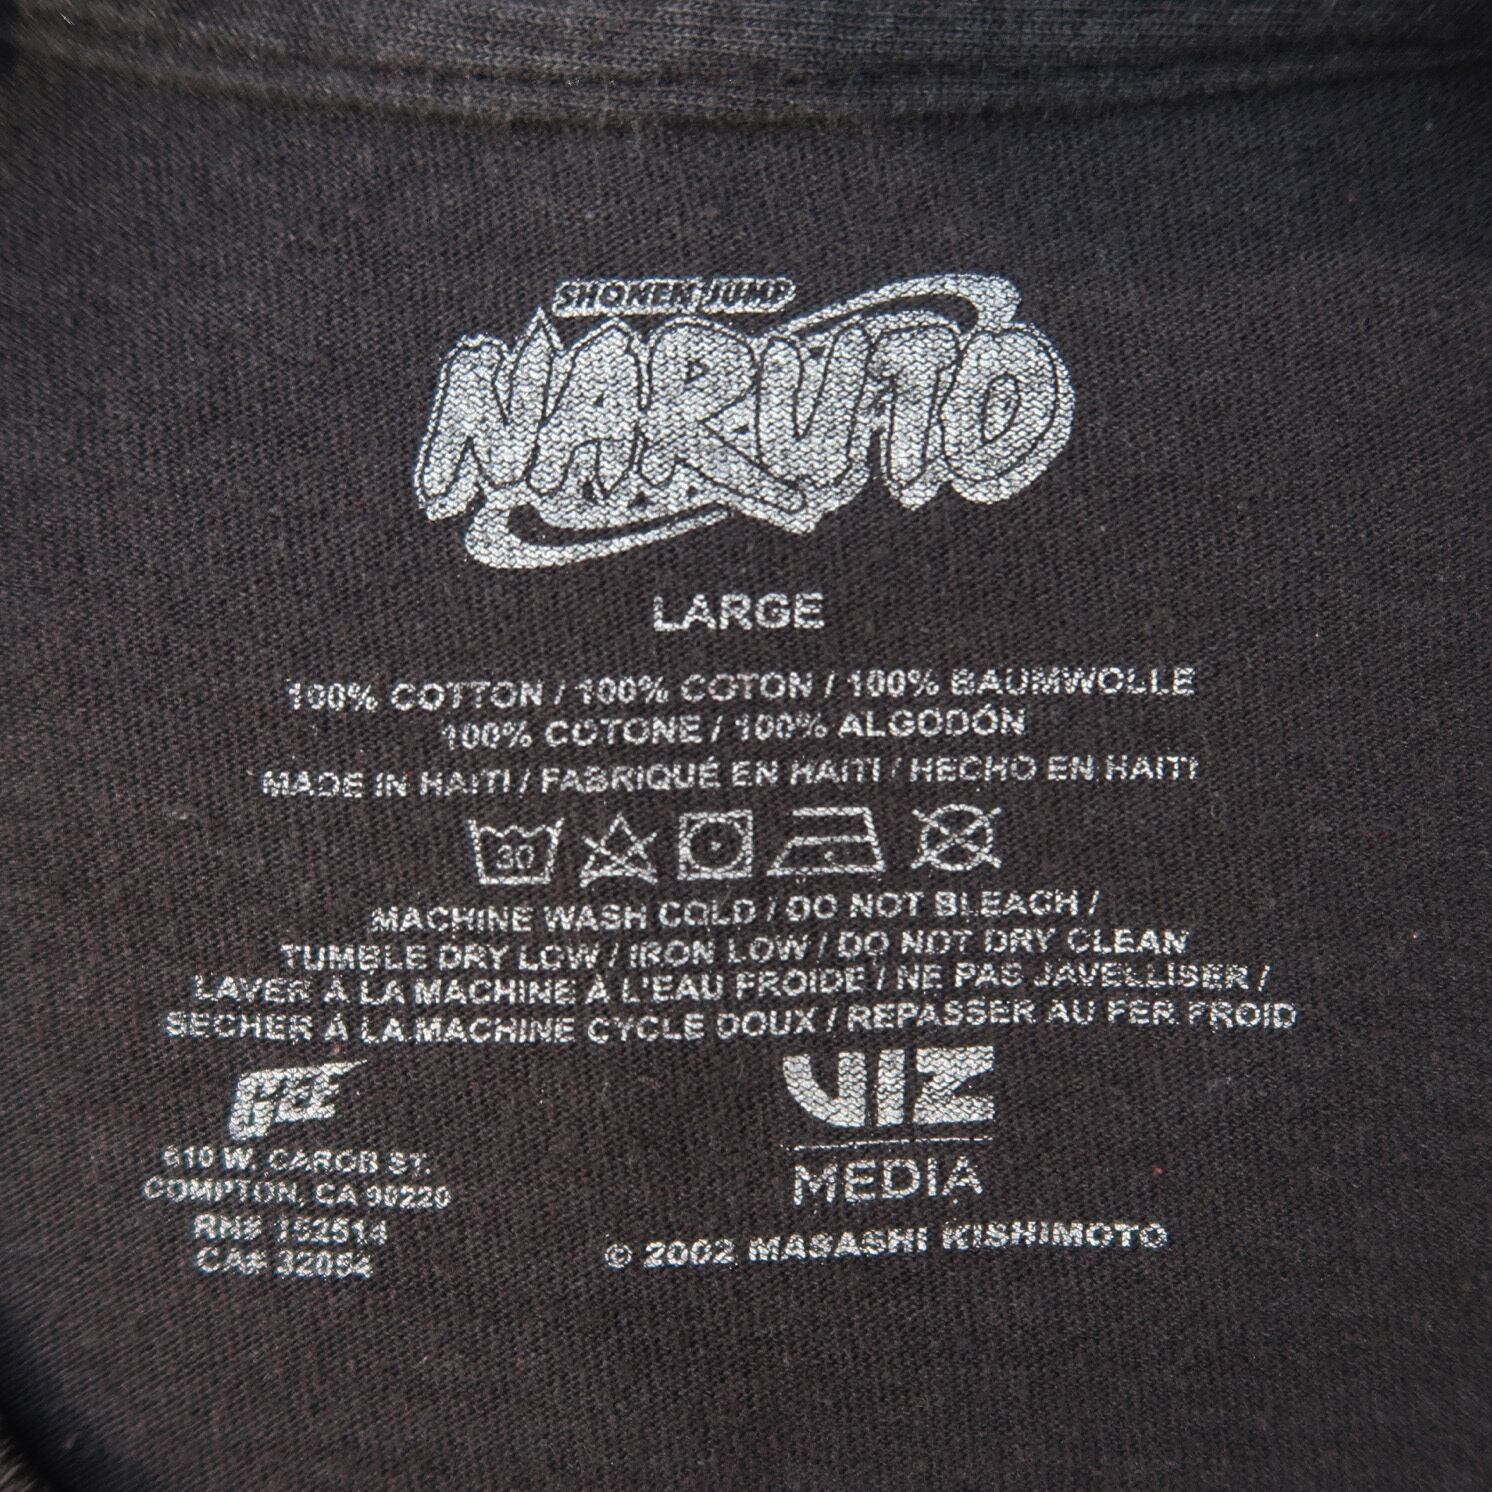 SHONEN JUMP
NARUTO
LARGE
100% COTTON / 100% COTON / 100% BAUMWOLLE
100% COTONE / 100% ALGODÓN
MADE IN HAITI / FABRIQUÉ EN HAITI / HECHO EN HAITI
30
MACHINE WASH COLD / DO NOT BLEACH /
TUMBLE DRY LOW / IRON LOW / DO NOT DRY CLEAN
LAVER À LA MACHINE À L'EAU FROIDE / NE PAS JAVELLISER /
SECHER À LA MACHINE CYCLE DOUX / REPASSER AU FER FROID
GEE
610 W. CAROB ST.
COMPTON, CA 90220
RN# 152514
CA# 32054
VIZ
MEDIA
© 2002 MASASHI KISHIMOTO